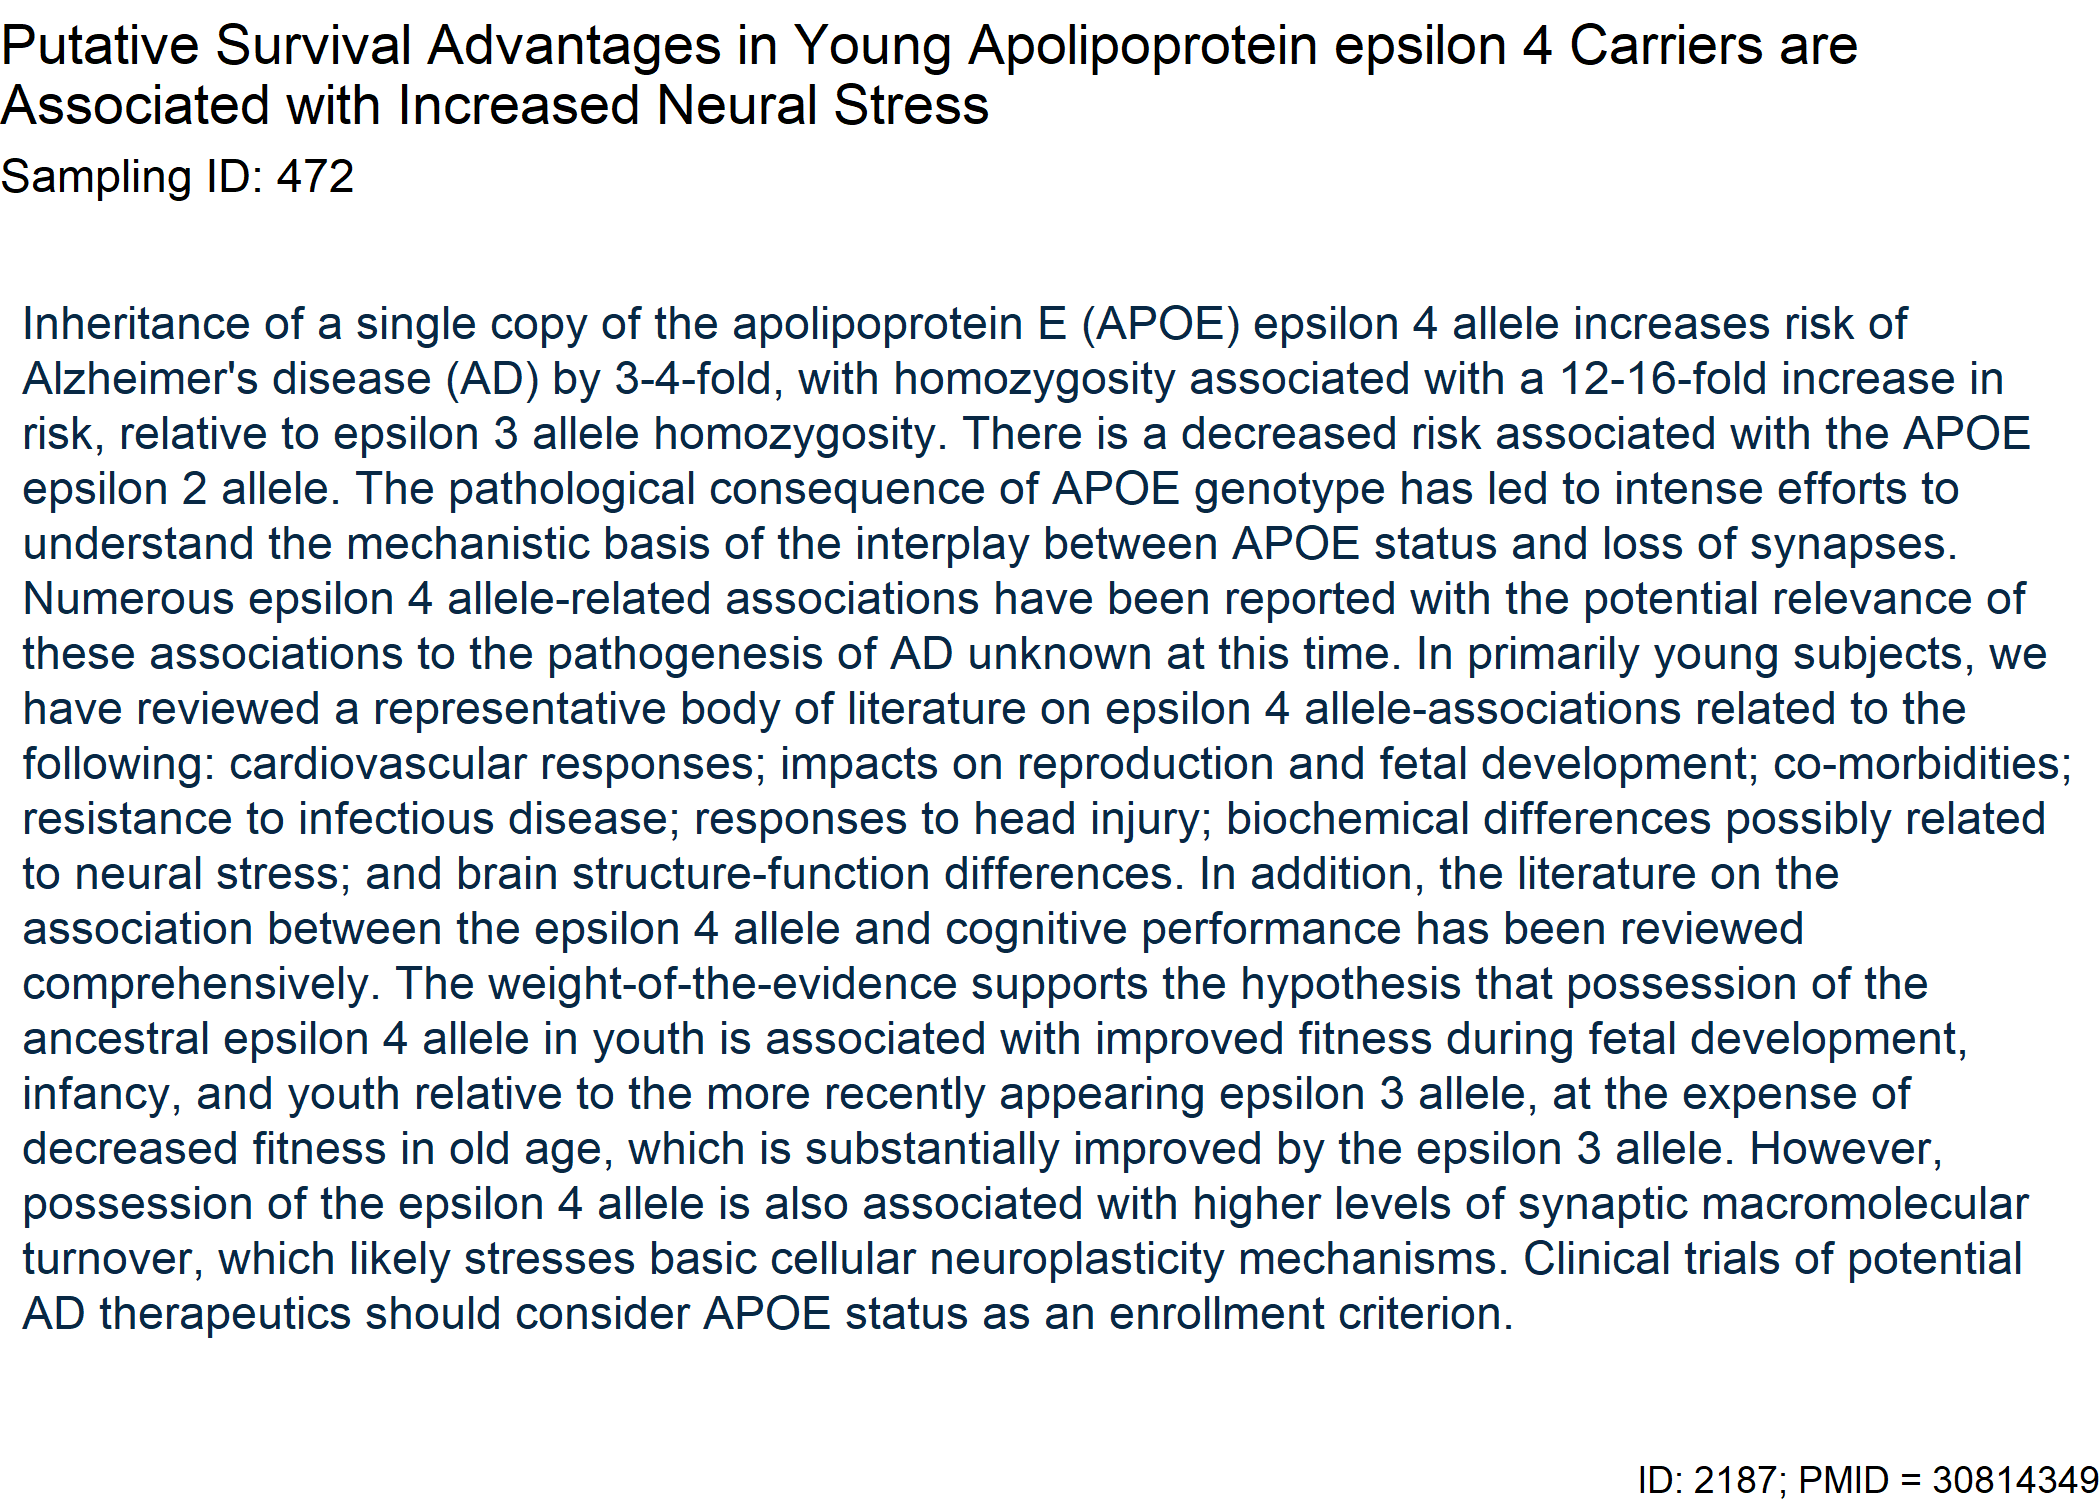 Putative Survival Advantages in Young Apolipoprotein epsilon 4 Carriers are
Associated with Increased Neural Stress
Sampling ID: 472
Inheritance of a single copy of the apolipoprotein E (APOE) epsilon 4 allele increases risk of
Alzheimer's disease (AD) by 3-4-fold, with homozygosity associated with a 12-16-fold increase in
risk, relative to epsilon 3 allele homozygosity. There is a decreased risk associated with the APOE
epsilon 2 allele. The pathological consequence of APOE genotype has led to intense efforts to
understand the mechanistic basis of the interplay between APOE status and loss of synapses.
Numerous epsilon 4 allele-related associations have been reported with the potential relevance of
these associations to the pathogenesis of AD unknown at this time. In primarily young subjects, we
have reviewed a representative body of literature on epsilon 4 allele-associations related to the
following: cardiovascular responses; impacts on reproduction and fetal development; co-morbidities;
resistance to infectious disease; responses to head injury; biochemical differences possibly related
to neural stress; and brain structure-function differences. In addition, the literature on the
association between the epsilon 4 allele and cognitive performance has been reviewed
comprehensively. The weight-of-the-evidence supports the hypothesis that possession of the
ancestral epsilon 4 allele in youth is associated with improved fitness during fetal development,
infancy, and youth relative to the more recently appearing epsilon 3 allele, at the expense of
decreased fitness in old age, which is substantially improved by the epsilon 3 allele. However,
possession of the epsilon 4 allele is also associated with higher levels of synaptic macromolecular
turnover, which likely stresses basic cellular neuroplasticity mechanisms. Clinical trials of potential
AD therapeutics should consider APOE status as an enrollment criterion.
ID: 2187; PMID = 30814349